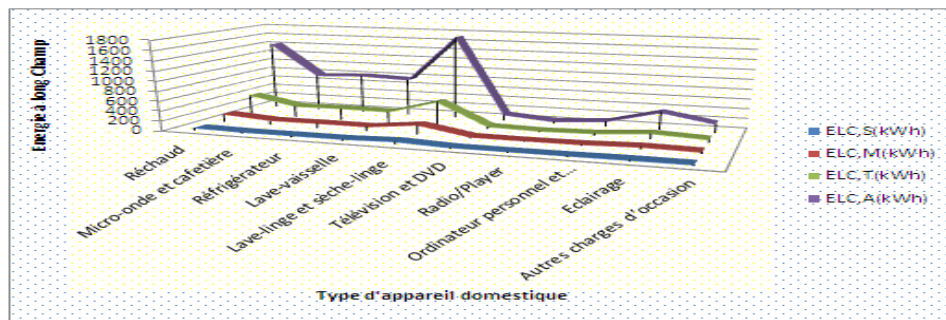 Energie à long Champ
1800
1600
1400
1200
1000
800
600
400
200
0
Réchaud
Micro-onde et cafetière
Réfrigérateur
Lave-vaisselle
Lave-linge et sèche-linge
Télévision et DVD
Radio/Player
Ordinateur personnel et...
Eclairage
Autres charges d'occasion
Type d'appareil domestique
ELC,S(kWh)
ELC,M(kWh)
ELC,T(kWh)
ELC,A(kWh)